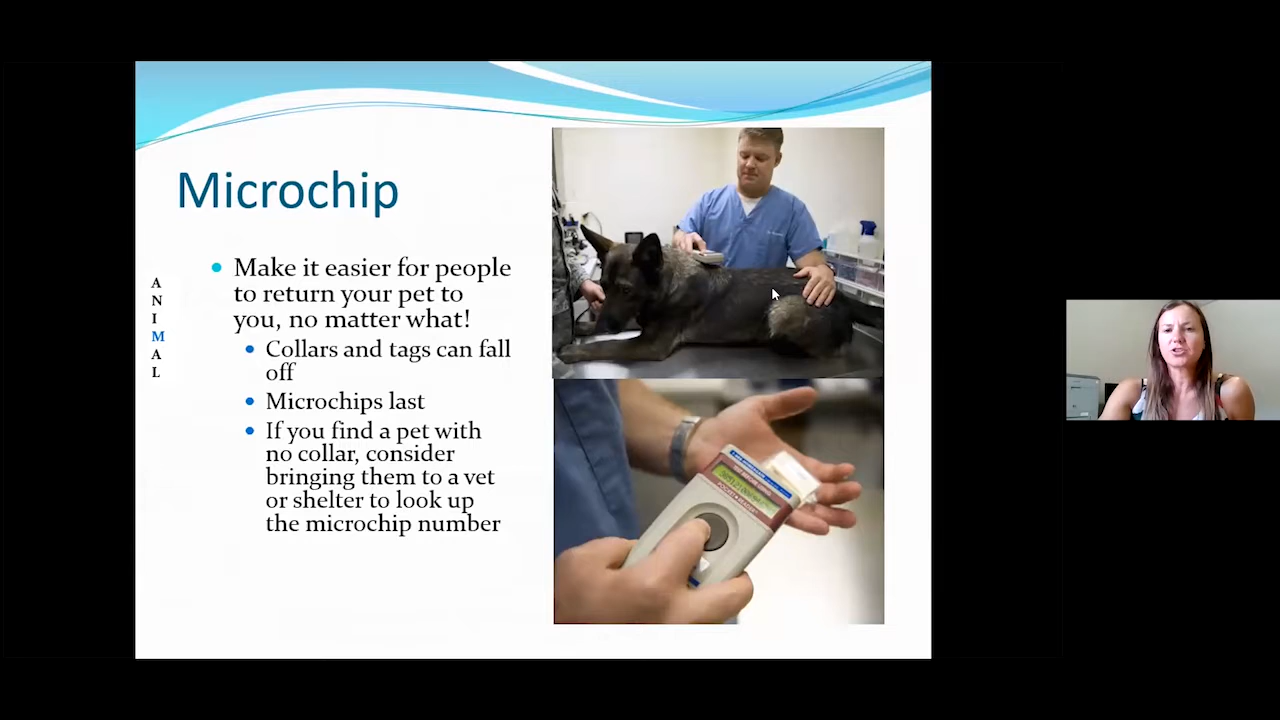 Microchip
A
N
I
M
A
L
Make it easier for people
to return your pet to
you, no matter what!
Collars and tags can fall
off
Microchips last
If you find a pet with
no collar, consider
bringing them to a vet
or shelter to look up
the microchip number